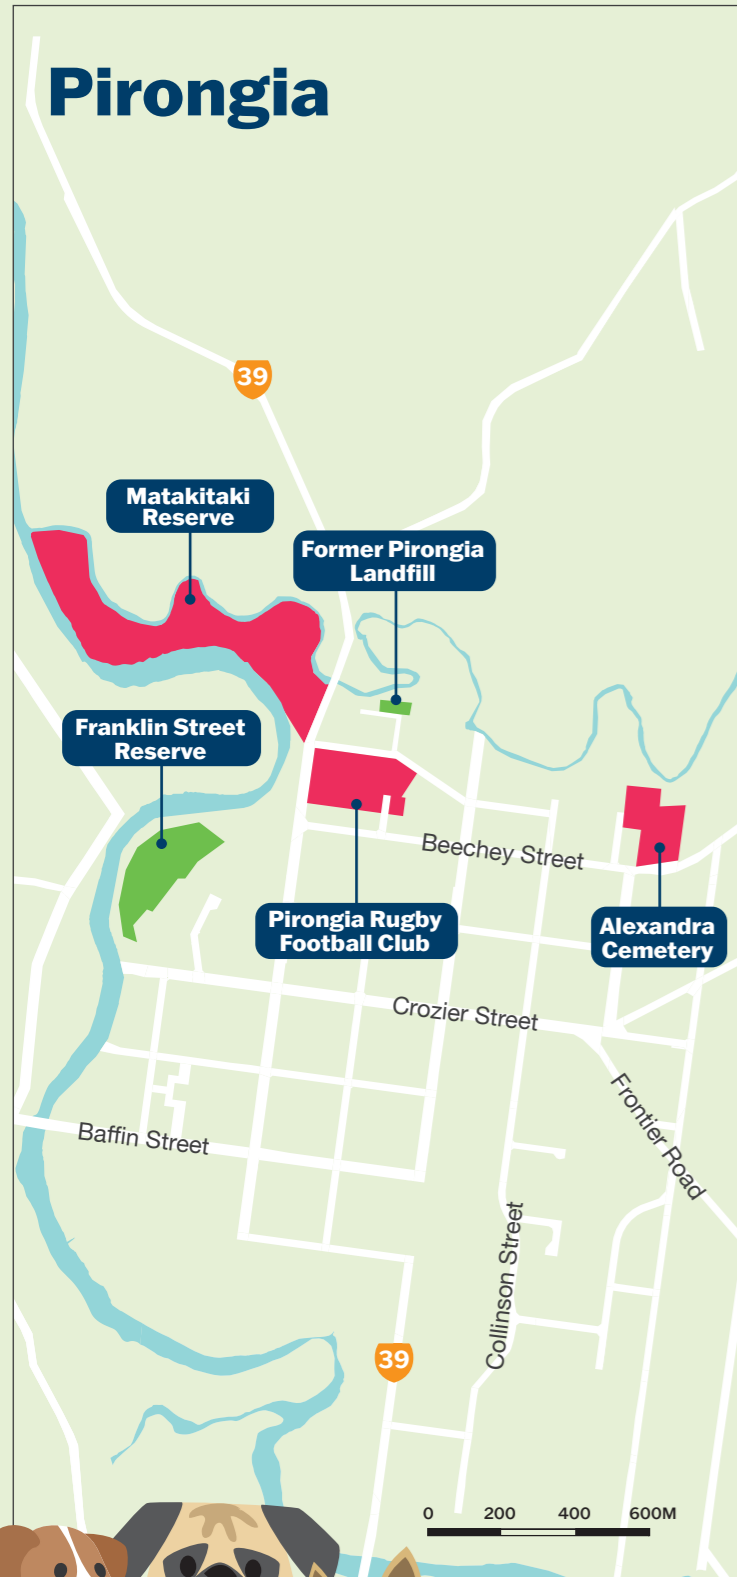 Pirongia
39
Matakitaki
Reserve
Former Pirongia
Landfill
Franklin Street
Reserve
Beechey Street
Pirongia Rugby
Football Club
Alexandra
Cemetery
Crozier Street
Frontier Road
Baffin Street
Collinson Street
39
0 200 400 600M